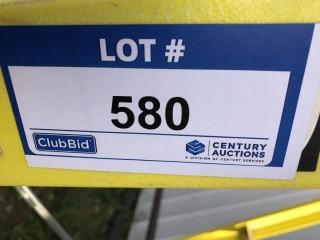 LOT #
580
ClubBid
CENTURY
AUCTIONS
A DIVISION OF CENTURY SERVICES